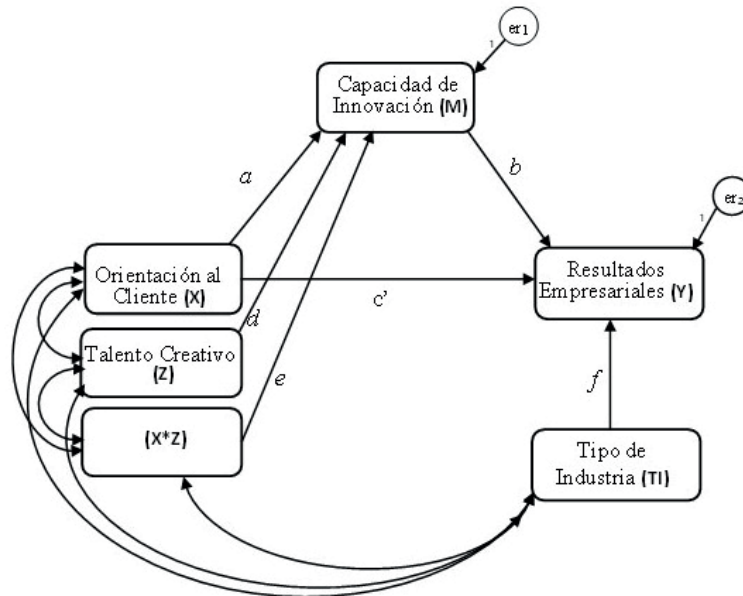 er₁
1
Capacidad de
Innovación (M)
a
b
er₂
1
Orientación al
Cliente (X)
Resultados
Empresariales (Y)
c'
d
Talento Creativo
(Z)
e
f
(X*Z)
Tipo de
Industria (TI)